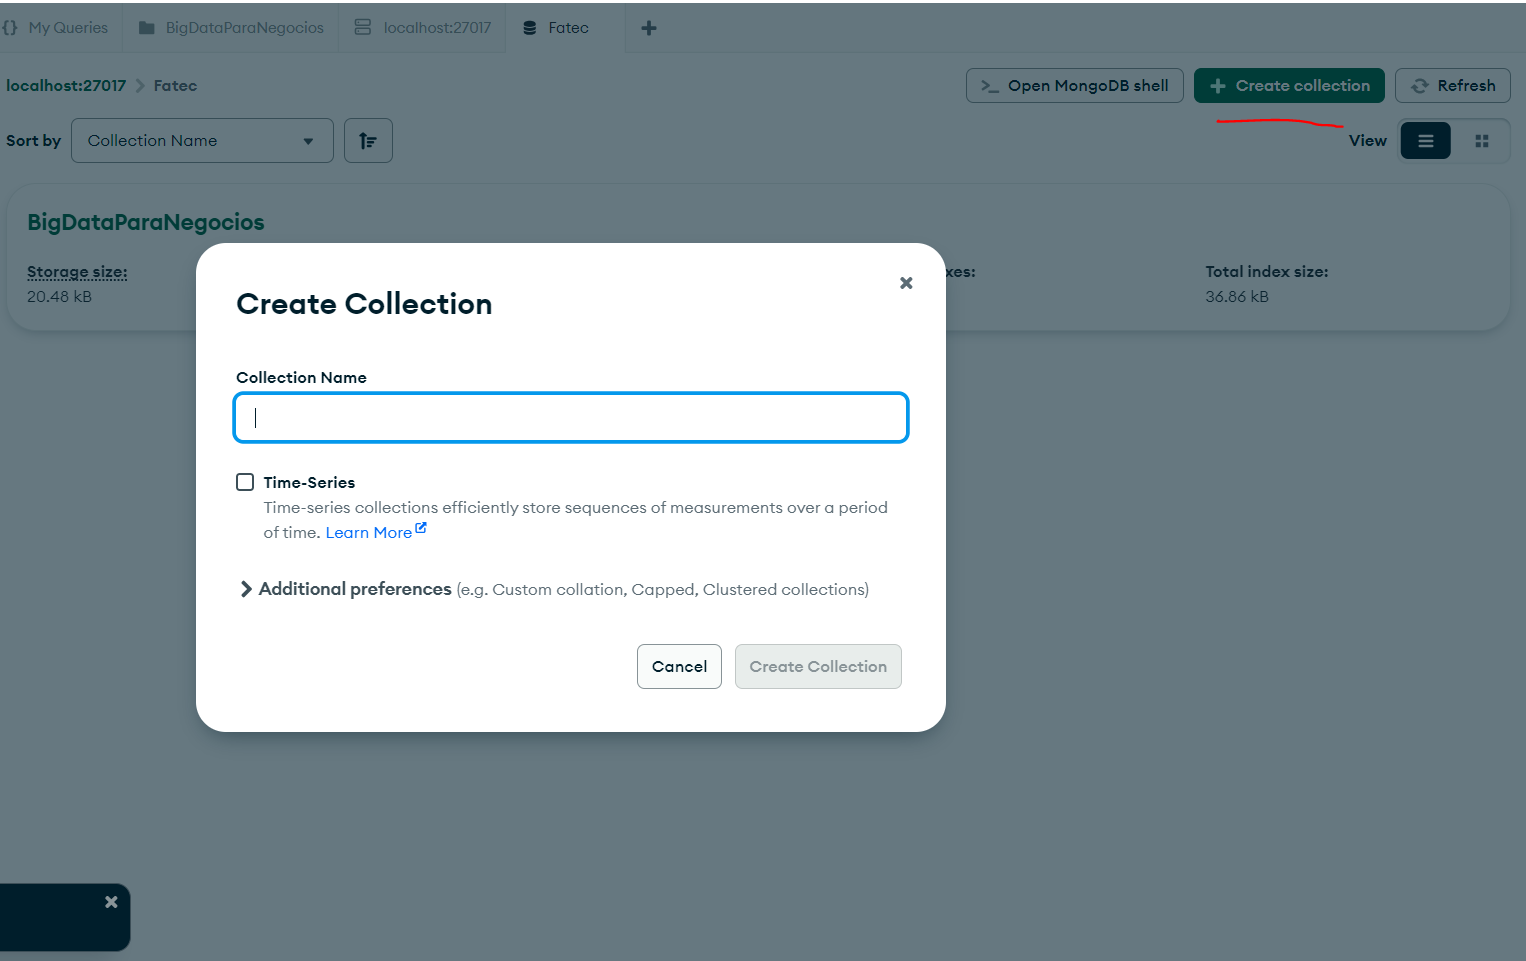 {} My Queries BigDataParaNegocios localhost:27017 Fatec +
localhost:27017 > Fatec
>_ Open MongoDB shell + Create collection Refresh
Sort by Collection Name
View
BigDataParaNegocios
Storage size:
20.48 kB
xes:
Total index size:
36.86 kB
Create Collection
Collection Name
Time-Series
Time-series collections efficiently store sequences of measurements over a period
of time. Learn More
Additional preferences (e.g. Custom collation, Capped, Clustered collections)
Cancel Create Collection